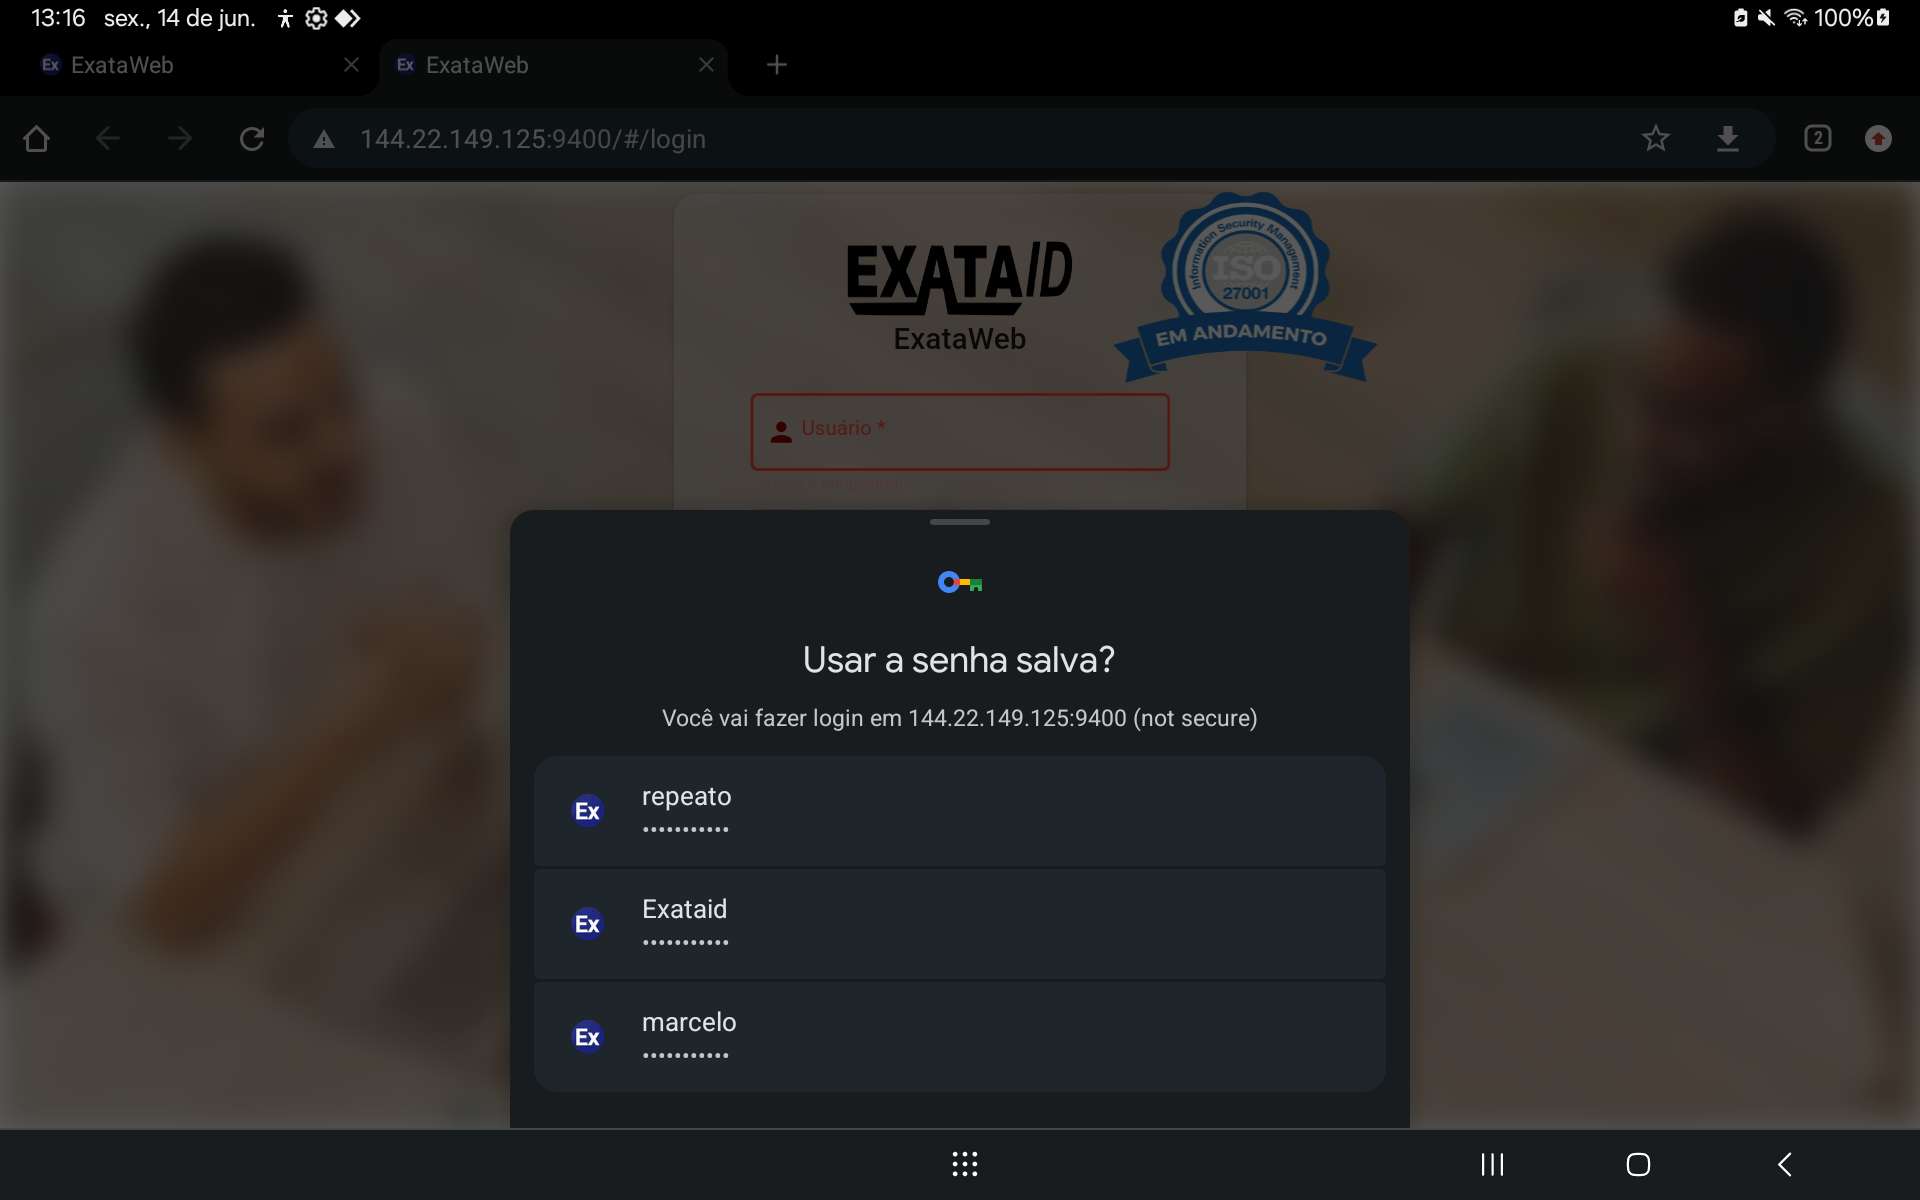 13:16 sex., 14 de jun. 100%
Ex ExataWeb
Ex ExataWeb
144.22.149.125:9400/#/login
2
EXATAID
ExataWeb
Information Security Management
ISO
27001
EM ANDAMENTO
Usuário *
Usar a senha salva?
Você vai fazer login em 144.22.149.125:9400 (not secure)
Ex repeato
•••••••••••
Ex Exataid
•••••••••••
Ex marcelo
•••••••••••